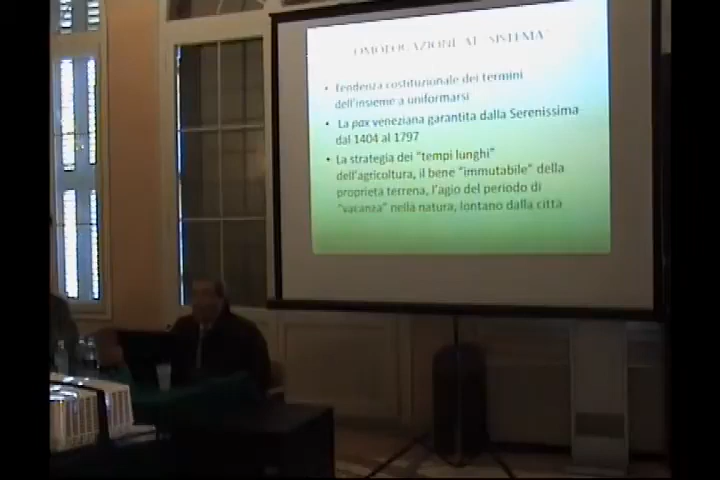 OMOLOGAZIONE AL "SISTEMA"
• Tendenza costituzionale dei termini
dell'insieme a uniformarsi
• La pax veneziana garantita dalla Serenissima
dal 1404 al 1797
• La strategia dei "tempi lunghi"
dell'agricoltura, il bene "immutabile" della
proprietà terrena, l'agio del periodo di
"vacanza" nella natura, lontano dalla città